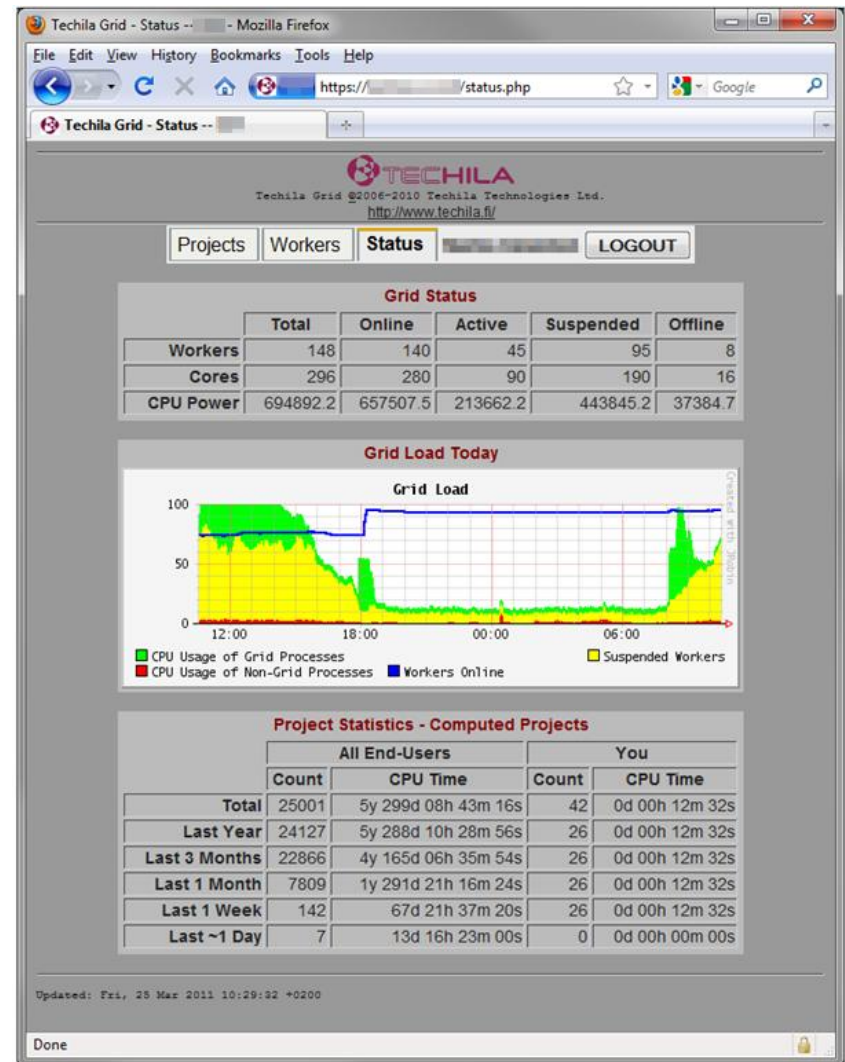 Techila Grid - Status -- - Mozilla Firefox
File Edit View History Bookmarks Tools Help
https:// /status.php Google
Techila Grid - Status --
TECHILA
Techila Grid ©2006-2010 Techila Technologies Ltd.
http://www.techila.fi/
Projects Workers Status LOGOUT
Grid Status
Total Online Active Suspended Offline
Workers 148 140 45 95 8
Cores 296 280 90 190 16
CPU Power 694892.2 657507.5 213662.2 443845.2 37384.7
Grid Load Today
Grid Load
100
50
0
12:00 18:00 00:00 06:00
CPU Usage of Grid Processes Suspended Workers
CPU Usage of Non-Grid Processes Workers Online
Created with JRobin
Project Statistics - Computed Projects
All End-Users You
Count CPU Time Count CPU Time
Total 25001 5y 299d 08h 43m 16s 42 0d 00h 12m 32s
Last Year 24127 5y 288d 10h 28m 56s 26 0d 00h 12m 32s
Last 3 Months 22866 4y 165d 06h 35m 54s 26 0d 00h 12m 32s
Last 1 Month 7809 1y 291d 21h 16m 24s 26 0d 00h 12m 32s
Last 1 Week 142 67d 21h 37m 20s 26 0d 00h 12m 32s
Last ~1 Day 7 13d 16h 23m 00s 0 0d 00h 00m 00s
Updated: Fri, 25 Mar 2011 10:29:32 +0200
Done